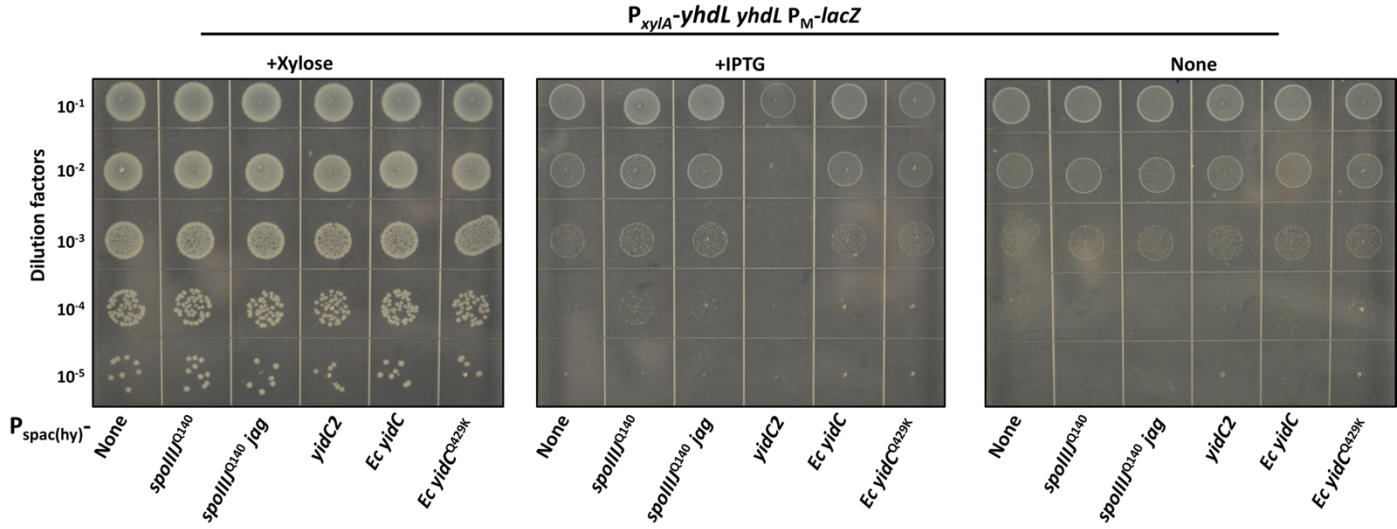 PxylA-yhdL yhdL PM-lacZ
+Xylose
+IPTG
None
Dilution factors
10-1
10-2
10-3
10-4
10-5
Pspac(hy)-
None
spoIIIJQ140
spoIIIJQ140 jag
yidC2
Ec yidC
Ec yidCQ429K
None
spoIIIJQ140
spoIIIJQ140 jag
yidC2
Ec yidC
Ec yidCQ429K
None
spoIIIJQ140
spoIIIJQ140 jag
yidC2
Ec yidC
Ec yidCQ429K